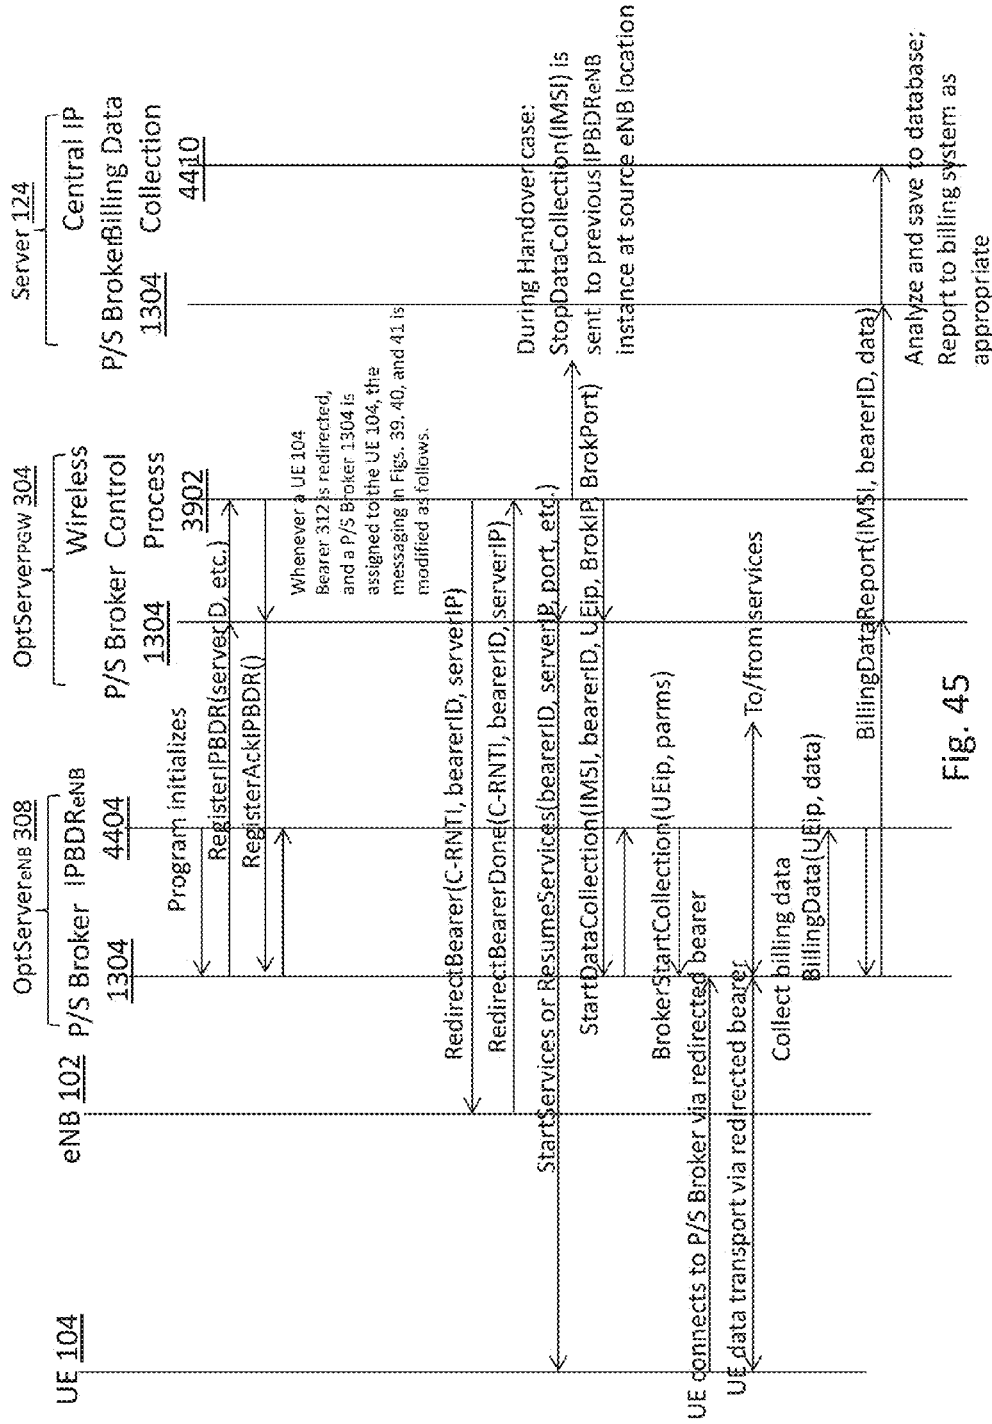 UE 104
eNB 102
OptServereNB 308
P/S Broker IPBDReNB
1304 4404
OptServerPGW 304
Wireless
P/S Broker Control
1304 Process
3902
Server 124
Central IP
P/S Broker Billing Data
1304 Collection
4410
Program initializes
RegisterIPBDR(serverID, etc.)
RegisterAckIPBDR()
Whenever a UE 104
Bearer 312 is redirected,
and a P/S Broker 1304 is
assigned to the UE 104, the
messaging in Figs. 39, 40, and 41 is
modified as follows.
RedirectBearer(C-RNTI, bearerID, serverIP)
RedirectBearerDone(C-RNTI, bearerID, serverIP)
StartServices or ResumeServices(bearerID, serverIP, port, etc.)
During Handover case:
StopDataCollection(IMSI) is
sent to previous IPBDReNB
instance at source eNB location
StartDataCollection(IMSI, bearerID, UEip, BrokIP, BrokPort)
BrokerStartCollection(UEip, parms)
UE connects to P/S Broker via redirected bearer
UE data transport via redirected bearer
To/from services
Collect billing data
BillingData(UEip, data)
BillingDataReport(IMSI, bearerID, data)
Analyze and save to database;
Report to billing system as
appropriate
Fig. 45